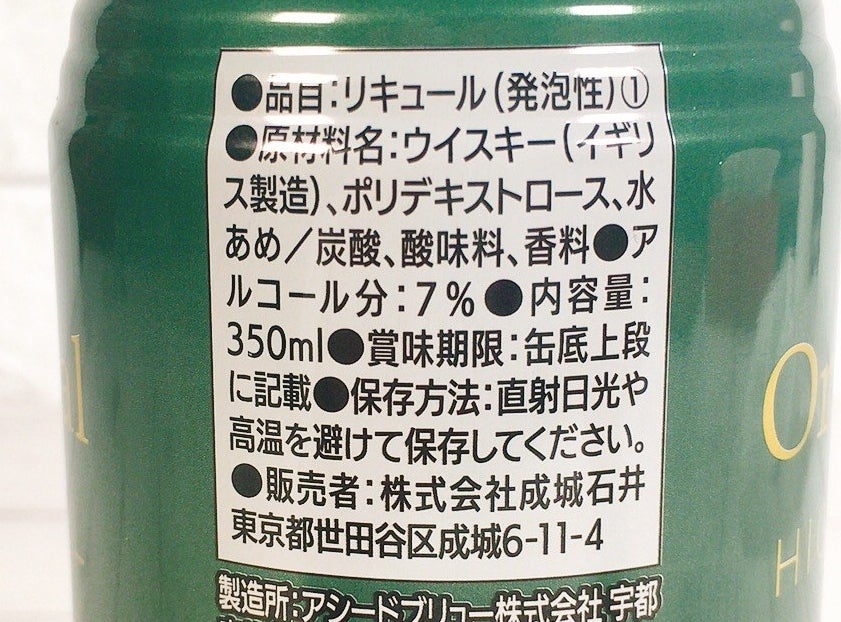 ●品目:リキュール(発泡性)①
●原材料名:ウイスキー(イギリ
ス製造)、ポリデキストロース、水
あめ/炭酸、酸味料、香料●ア
ルコール分:7%●内容量:
350ml●賞味期限:缶底上段
に記載●保存方法:直射日光や
高温を避けて保存してください。
●販売者:株式会社成城石井
東京都世田谷区成城6-11-4
製造所:アシードブリュー株式会社 宇都